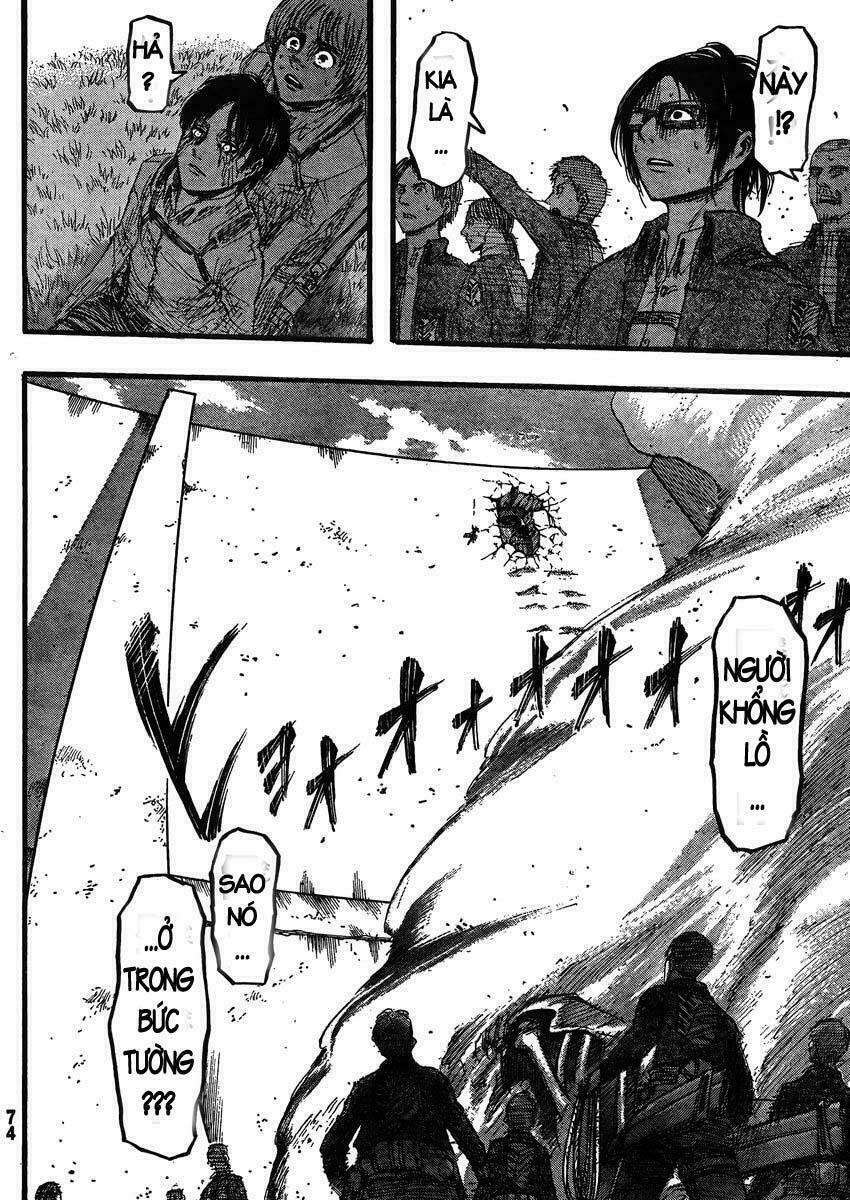 NÀY
!?
KIA
LÀ
...
HẢ
?
NGƯỜI
KHỔNG
LỒ
...
SAO
NÓ
...
...Ở
TRONG
BỨC
TƯỜNG
???
74